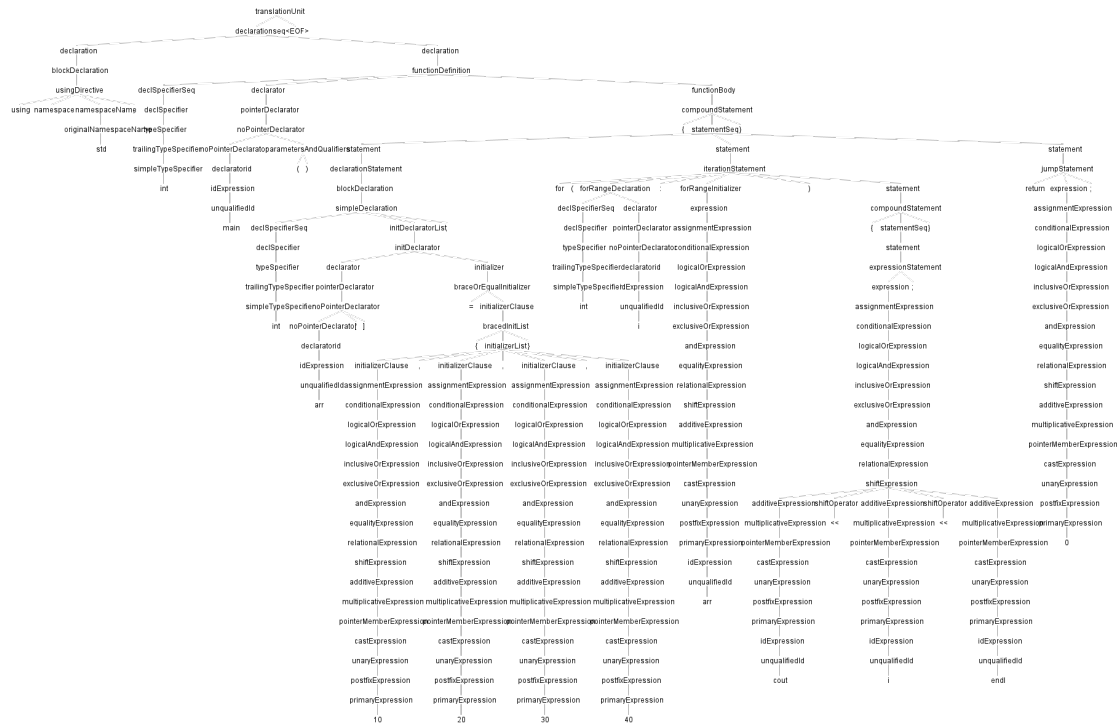 translationUnit
declarationseq<EOF>
declaration declaration
blockDeclaration functionDefinition
usingDirective declSpecifierSeq declarator functionBody
using namespace namespaceName declSpecifier pointerDeclarator compoundStatement
originalNamespaceName typeSpecifier noPointerDeclarator { statementSeq}
std trailingTypeSpecifier noPointerDeclarator parametersAndQualifiers statement statement statement
simpleTypeSpecifier declaratorid ( ) declarationStatement iterationStatement jumpStatement
int idExpression blockDeclaration for ( forRangeDeclaration : forRangeInitializer ) statement return expression ;
unqualifiedId simpleDeclaration declSpecifierSeq declarator expression compoundStatement assignmentExpression
main declSpecifierSeq initDeclaratorList declSpecifier pointerDeclarator assignmentExpression { statementSeq} conditionalExpression
declSpecifier initDeclarator typeSpecifier noPointerDeclarator conditionalExpression statement logicalOrExpression
typeSpecifier declarator initializer trailingTypeSpecifier declaratorid logicalOrExpression expressionStatement logicalAndExpression
trailingTypeSpecifier pointerDeclarator braceOrEqualInitializer simpleTypeSpecifier idExpression logicalAndExpression expression ; inclusiveOrExpression
simpleTypeSpecifier noPointerDeclarator = initializerClause int unqualifiedId inclusiveOrExpression assignmentExpression exclusiveOrExpression
int noPointerDeclarator [ ] bracedInitList i exclusiveOrExpression conditionalExpression andExpression
declaratorid { initializerList} andExpression logicalOrExpression equalityExpression
idExpression initializerClause , initializerClause , initializerClause , initializerClause equalityExpression logicalAndExpression relationalExpression
unqualifiedId assignmentExpression assignmentExpression assignmentExpression assignmentExpression relationalExpression inclusiveOrExpression shiftExpression
arr conditionalExpression conditionalExpression conditionalExpression conditionalExpression shiftExpression exclusiveOrExpression additiveExpression
logicalOrExpression logicalOrExpression logicalOrExpression logicalOrExpression additiveExpression andExpression multiplicativeExpression
logicalAndExpression logicalAndExpression logicalAndExpression logicalAndExpression multiplicativeExpression equalityExpression pointerMemberExpression
inclusiveOrExpression inclusiveOrExpression inclusiveOrExpression inclusiveOrExpression pointerMemberExpression relationalExpression castExpression
exclusiveOrExpression exclusiveOrExpression exclusiveOrExpression exclusiveOrExpression castExpression shiftExpression unaryExpression
andExpression andExpression andExpression andExpression unaryExpression additiveExpression shiftOperator additiveExpression shiftOperator additiveExpression postfixExpression
equalityExpression equalityExpression equalityExpression equalityExpression postfixExpression multiplicativeExpression << multiplicativeExpression << multiplicativeExpression primaryExpression
relationalExpression relationalExpression relationalExpression relationalExpression primaryExpression pointerMemberExpression pointerMemberExpression pointerMemberExpression 0
shiftExpression shiftExpression shiftExpression shiftExpression idExpression castExpression castExpression castExpression
additiveExpression additiveExpression additiveExpression additiveExpression unqualifiedId unaryExpression unaryExpression unaryExpression
multiplicativeExpression multiplicativeExpression multiplicativeExpression multiplicativeExpression arr postfixExpression postfixExpression postfixExpression
pointerMemberExpression pointerMemberExpression pointerMemberExpression pointerMemberExpression primaryExpression primaryExpression primaryExpression
castExpression castExpression castExpression castExpression idExpression idExpression idExpression
unaryExpression unaryExpression unaryExpression unaryExpression unqualifiedId unqualifiedId unqualifiedId
postfixExpression postfixExpression postfixExpression postfixExpression cout i endl
primaryExpression primaryExpression primaryExpression primaryExpression
10 20 30 40